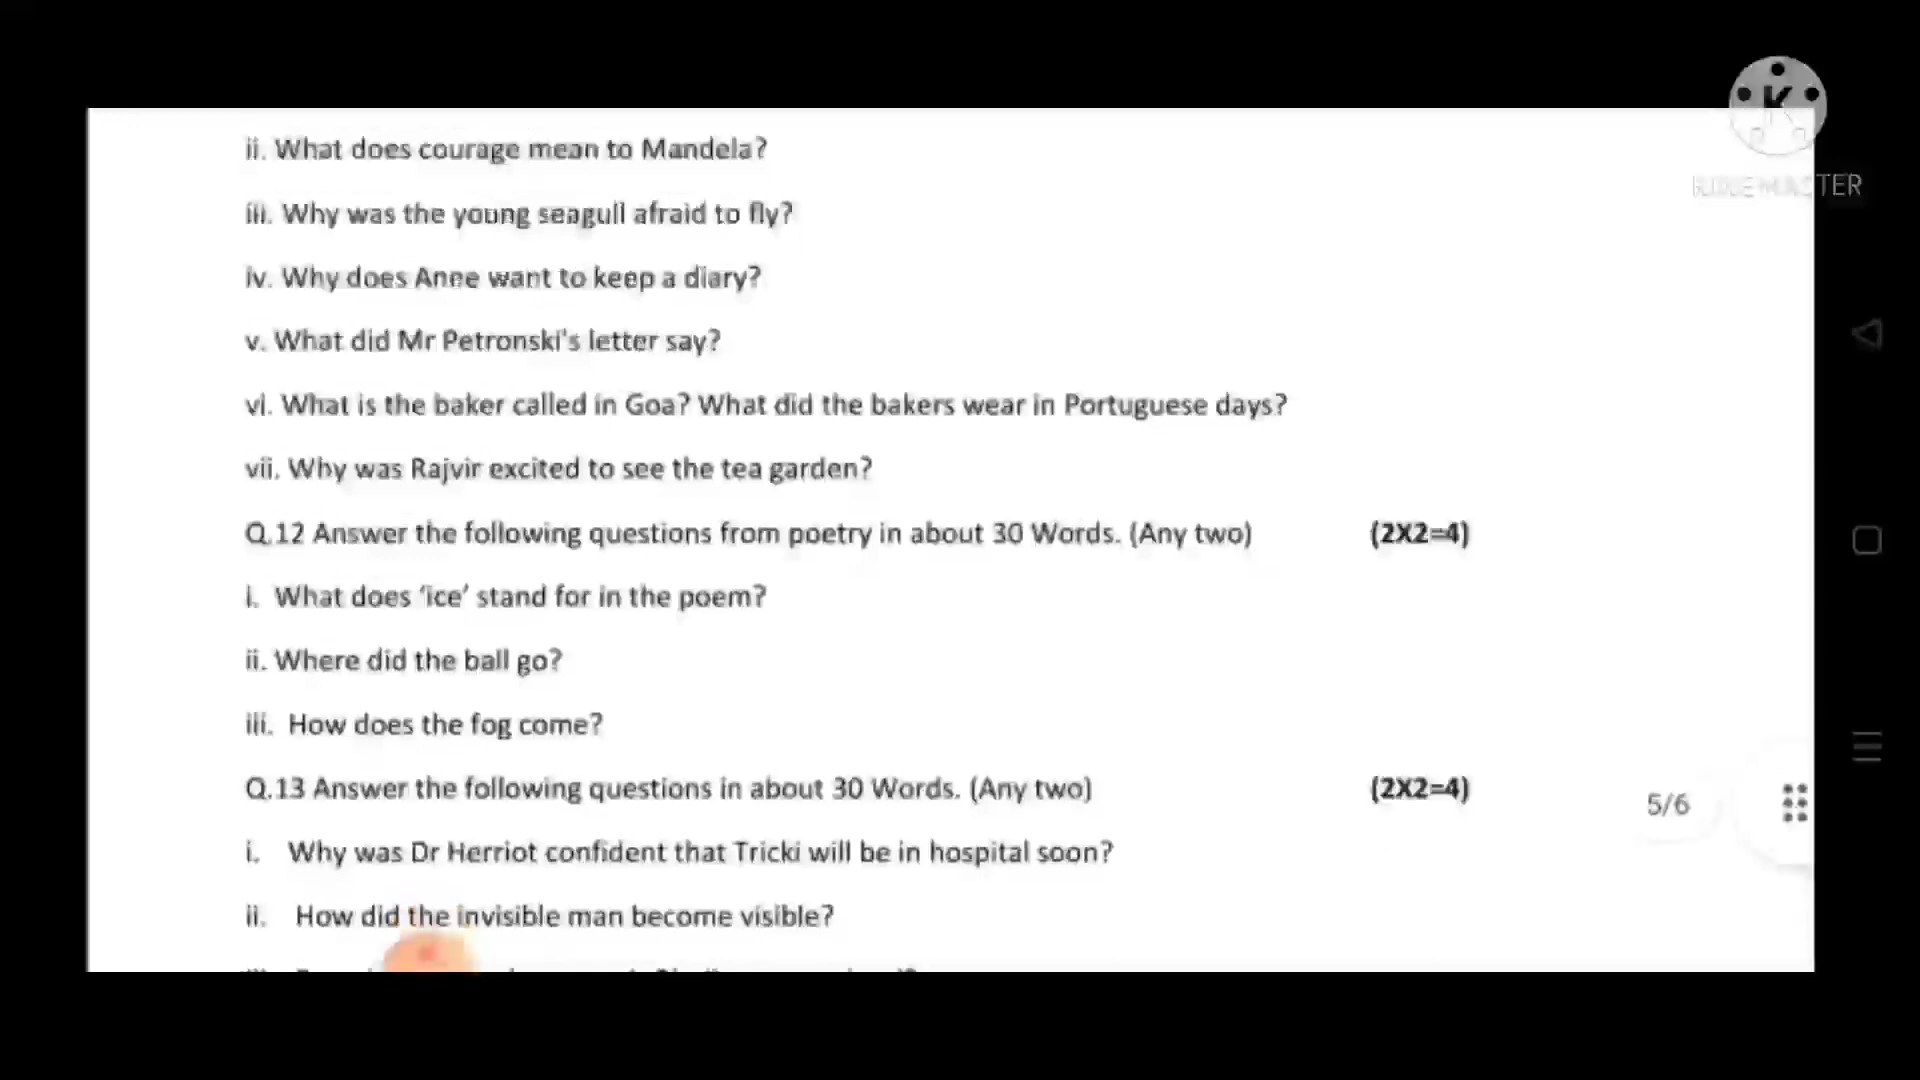 K
KINEMASTER
ii. What does courage mean to Mandela?
iii. Why was the young seagull afraid to fly?
iv. Why does Anne want to keep a diary?
v. What did Mr Petronski's letter say?
vi. What is the baker called in Goa? What did the bakers wear in Portuguese days?
vii. Why was Rajvir excited to see the tea garden?
Q.12 Answer the following questions from poetry in about 30 Words. (Any two) (2X2=4)
i. What does ‘ice’ stand for in the poem?
ii. Where did the ball go?
iii. How does the fog come?
Q.13 Answer the following questions in about 30 Words. (Any two) (2X2=4)
5/6
i. Why was Dr Herriot confident that Tricki will be in hospital soon?
ii. How did the invisible man become visible?